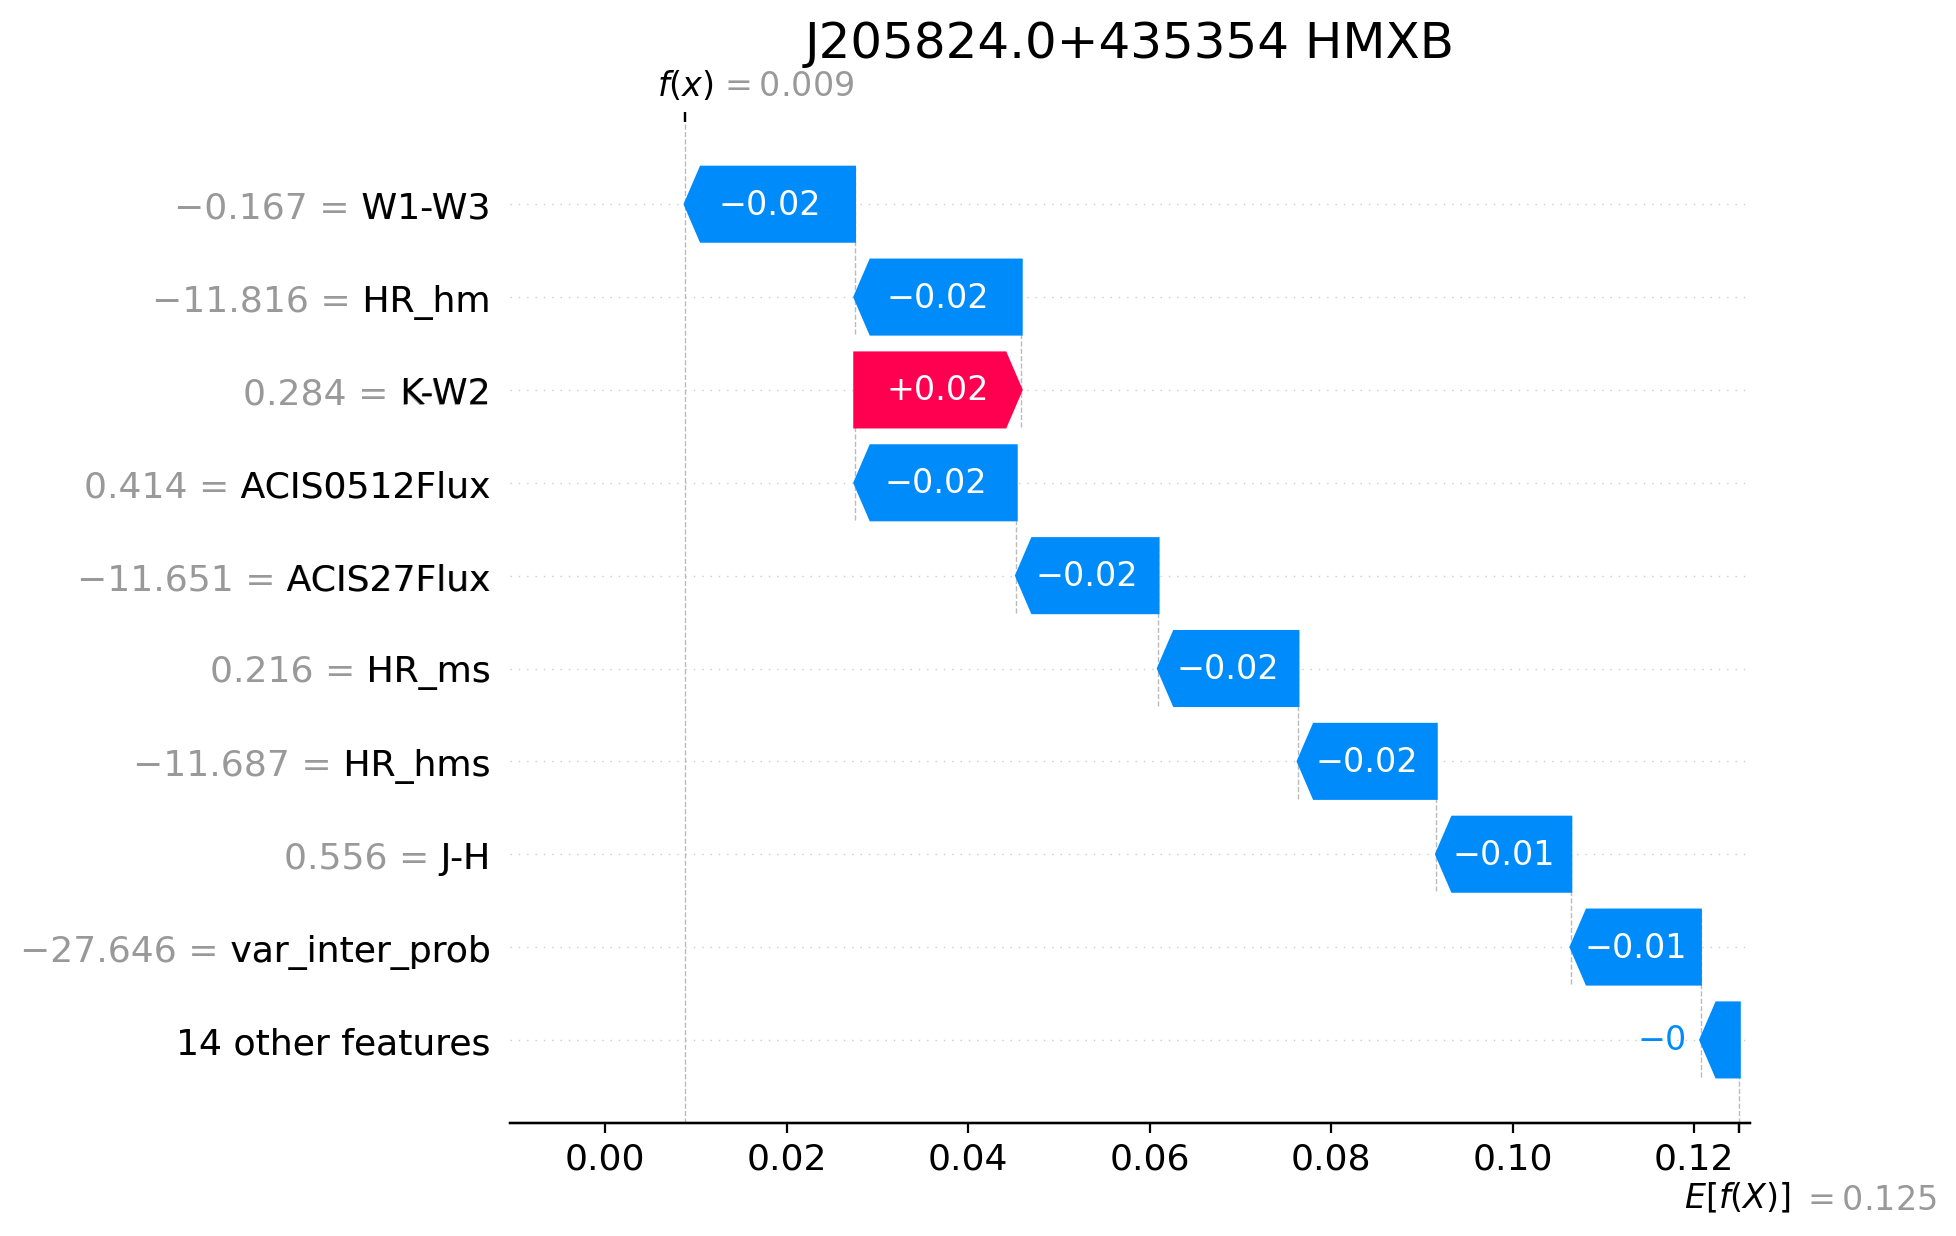 J205824.0+435354 HMXB
f(x) = 0.009
−0.167 = W1-W3 −0.02
−11.816 = HR_hm −0.02
0.284 = K-W2 +0.02
0.414 = ACIS0512Flux −0.02
−11.651 = ACIS27Flux −0.02
0.216 = HR_ms −0.02
−11.687 = HR_hms −0.02
0.556 = J-H −0.01
−27.646 = var_inter_prob −0.01
14 other features −0
0.00 0.02 0.04 0.06 0.08 0.10 0.12
E[f(X)] = 0.125